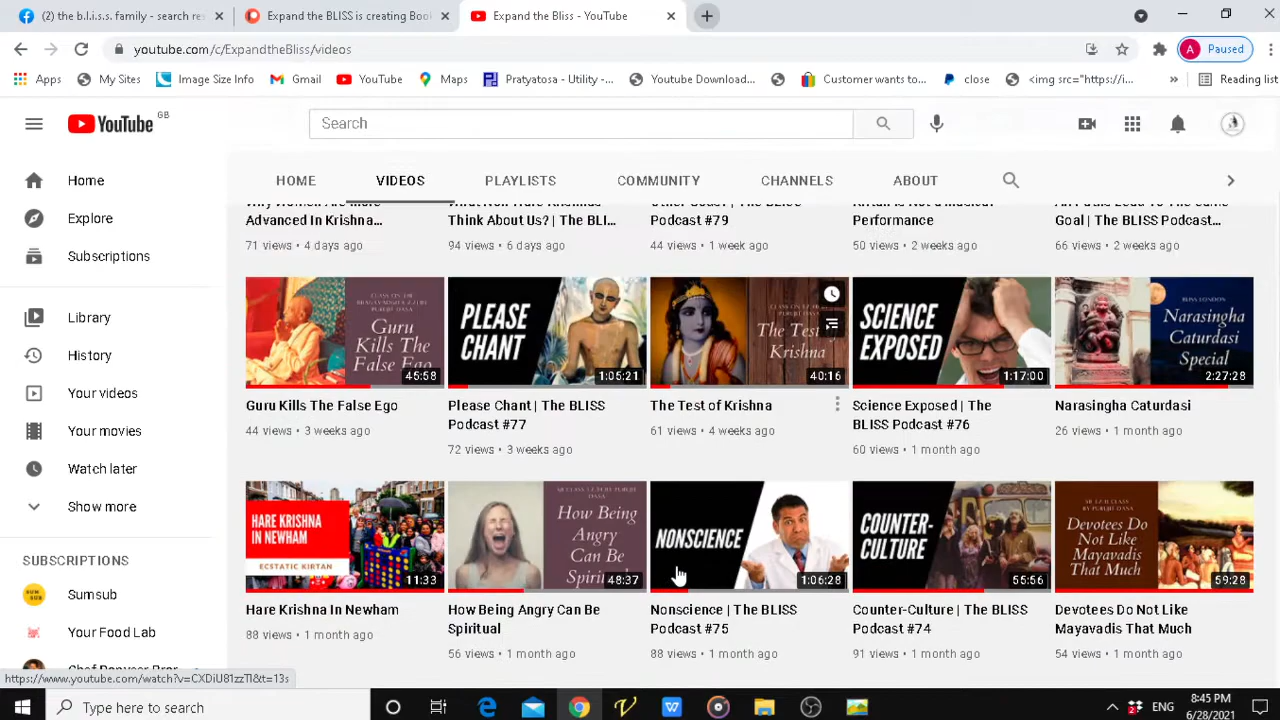 (2) the b.l.i.s.s. family - search res
Expand the BLISS is creating Boo
Expand the Bliss - YouTube
youtube.com/c/ExpandtheBliss/videos
A Paused
Apps
My Sites
Image Size Info
Gmail
YouTube
Maps
Pratyatosa - Utility -...
Youtube Download...
Customer wants to...
close
<img src="https://i...
»
Reading list
YouTube GB
Search
Home
Explore
Subscriptions
Library
History
Your videos
Your movies
Watch later
Show more
SUBSCRIPTIONS
Sumsub
Your Food Lab
HOME
VIDEOS
PLAYLISTS
COMMUNITY
CHANNELS
ABOUT
Advanced In Krishna...
71 views • 4 days ago
Think About Us? | The BLI...
94 views • 6 days ago
Podcast #79
44 views • 1 week ago
Performance
50 views • 2 weeks ago
Goal | The BLISS Podcast...
66 views • 2 weeks ago
Guru
Kills The
False Ego
45:58
Guru Kills The False Ego
44 views • 3 weeks ago
PLEASE
CHANT
1:05:21
Please Chant | The BLISS
Podcast #77
72 views • 3 weeks ago
Krishna
40:16
The Test of Krishna
61 views • 4 weeks ago
SCIENCE
EXPOSED
1:17:00
Science Exposed | The
BLISS Podcast #76
60 views • 1 month ago
BLISS LONDON
Narasingha
Caturdasi
Special
2:27:28
Narasingha Caturdasi
26 views • 1 month ago
HARE KRISHNA
IN NEWHAM
ECSTATIC KIRTAN
11:33
Hare Krishna In Newham
88 views • 1 month ago
How Being
Angry Can
Be
Spiritual
48:37
How Being Angry Can Be
Spiritual
56 views • 1 month ago
NONSCIENCE
1:06:28
Nonscience | The BLISS
Podcast #75
88 views • 1 month ago
COUNTER-
CULTURE
55:56
Counter-Culture | The BLISS
Podcast #74
91 views • 1 month ago
Devotees Do
Not Like
Mayavadis
That Much
59:28
Devotees Do Not Like
Mayavadis That Much
54 views • 1 month ago
https://www.youtube.com/watch?v=CXDiU81zzTI&t=13s
Type here to search
ENG
8:45 PM
6/28/2021